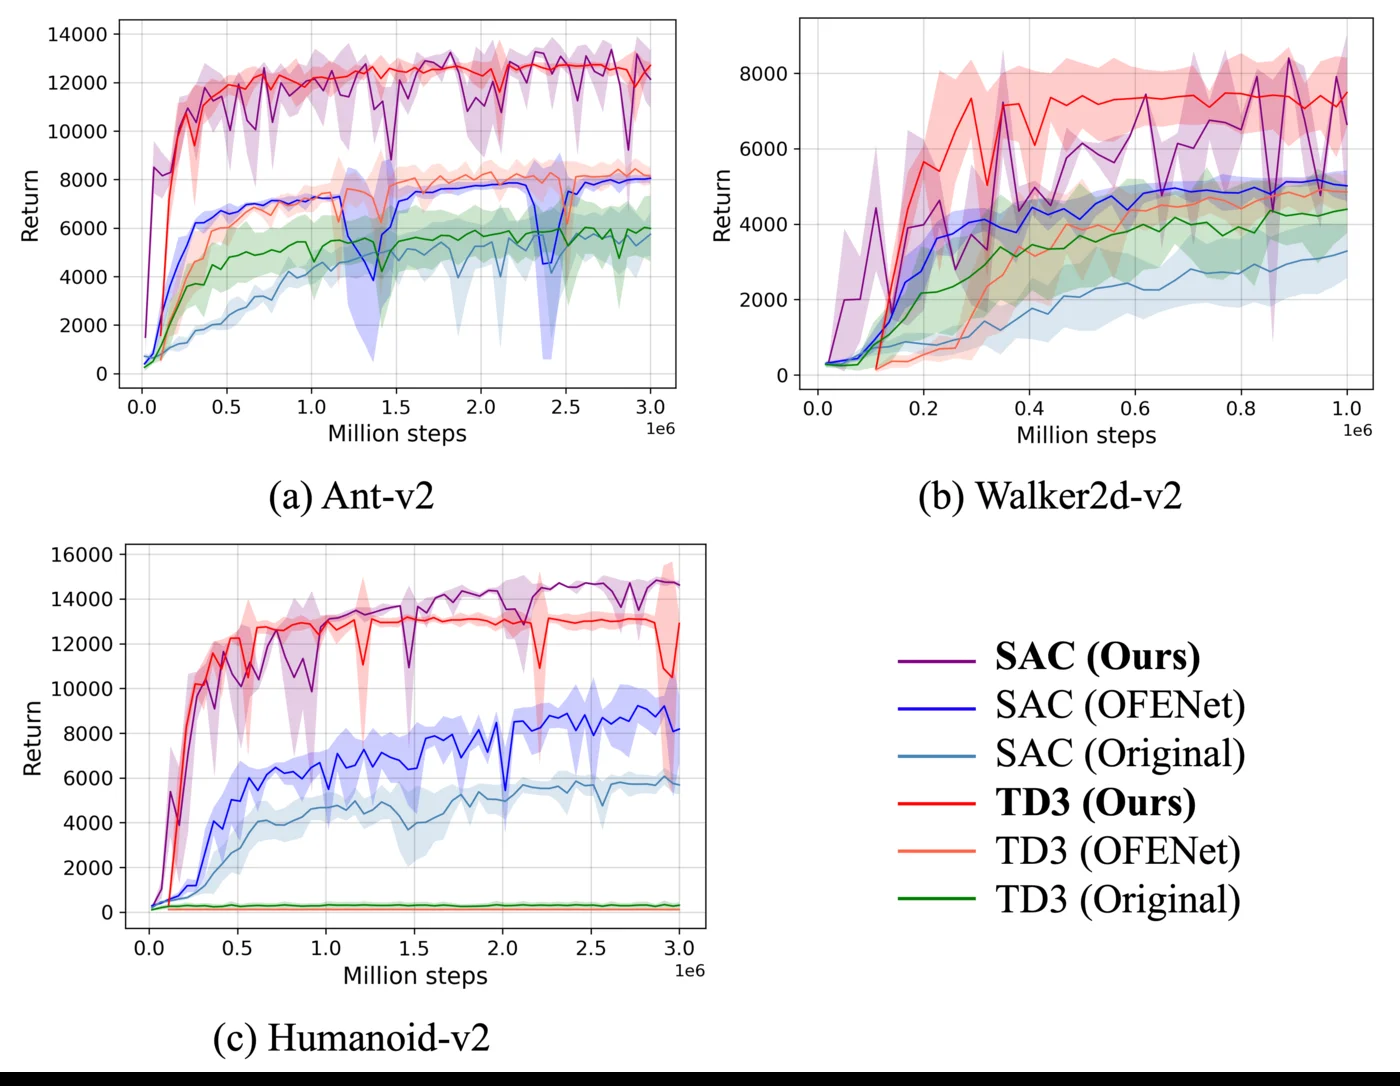 14000
12000
10000
8000
6000
4000
2000
0
Return
0.0 0.5 1.0 1.5 2.0 2.5 3.0
1e6
Million steps
(a) Ant-v2
8000
6000
4000
2000
0
Return
0.0 0.2 0.4 0.6 0.8 1.0
1e6
Million steps
(b) Walker2d-v2
16000
14000
12000
10000
8000
6000
4000
2000
0
Return
0.0 0.5 1.0 1.5 2.0 2.5 3.0
1e6
Million steps
(c) Humanoid-v2
SAC (Ours)
SAC (OFENet)
SAC (Original)
TD3 (Ours)
TD3 (OFENet)
TD3 (Original)